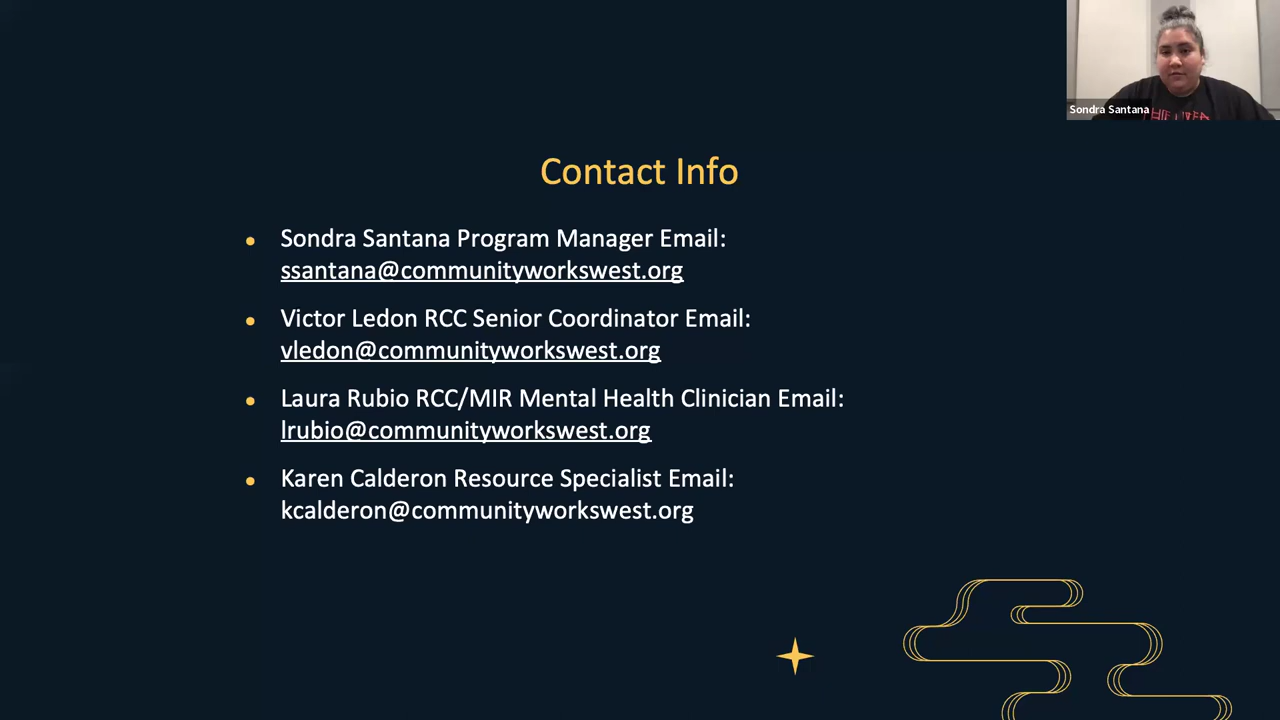 Sondra Santana
Contact Info
Sondra Santana Program Manager Email:
ssantana@communityworkswest.org
Victor Ledon RCC Senior Coordinator Email:
vledon@communityworkswest.org
Laura Rubio RCC/MIR Mental Health Clinician Email:
lrubio@communityworkswest.org
Karen Calderon Resource Specialist Email:
kcalderon@communityworkswest.org